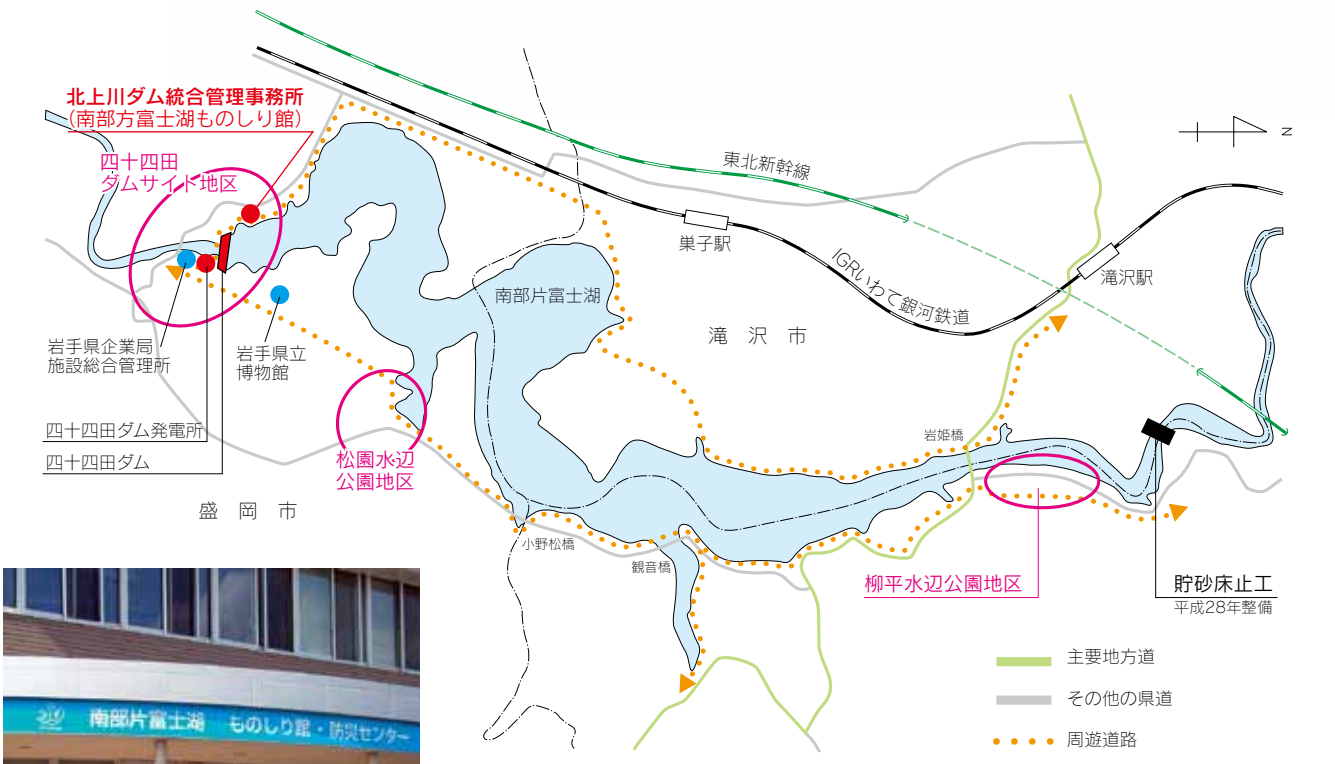 北上川ダム統合管理事務所
(南部方富士湖ものしり館)
四十四田
ダムサイド地区
東北新幹線
N
巣子駅
IGRいわて銀河鉄道
滝沢駅
南部片富士湖
滝沢市
岩手県企業局
施設総合管理所
岩手県立
博物館
四十四田ダム発電所
四十四田ダム
松園水辺
公園地区
岩姫橋
盛岡市
小野松橋
観音橋
柳平水辺公園地区
貯砂床止工
平成28年整備
主要地方道
その他の県道
周遊道路
南部片富士湖 ものしり館・防災センター